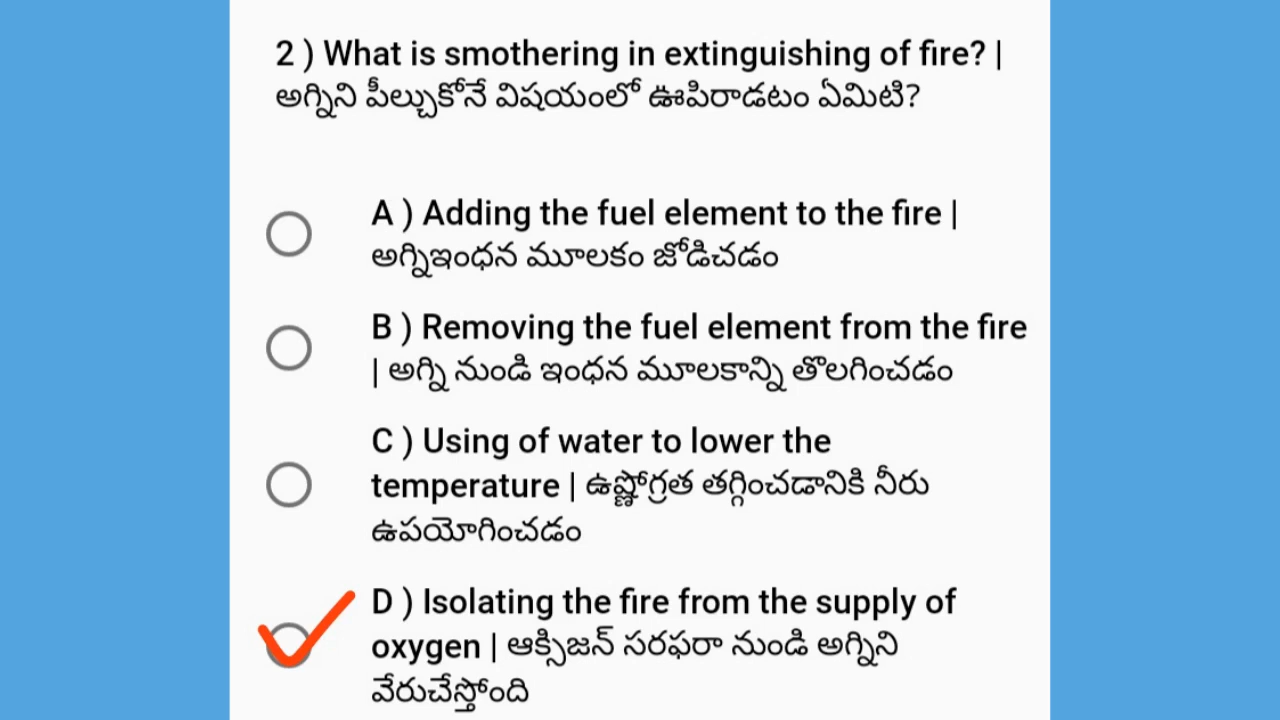 2 ) What is smothering in extinguishing of fire? |
అగ్నిని పీల్చుకోనే విషయంలో ఊపిరాడటం ఏమిటి?
A ) Adding the fuel element to the fire |
అగ్నిఇంధన మూలకం జోడిచడం
B ) Removing the fuel element from the fire
| అగ్ని నుండి ఇంధన మూలకాన్ని తొలగించడం
C ) Using of water to lower the
temperature | ఉష్ణోగ్రత తగ్గించడానికి నీరు
ఉపయోగించడం
D ) Isolating the fire from the supply of
oxygen | ఆక్సిజన్ సరఫరా నుండి అగ్నిని
వేరుచేస్తోంది